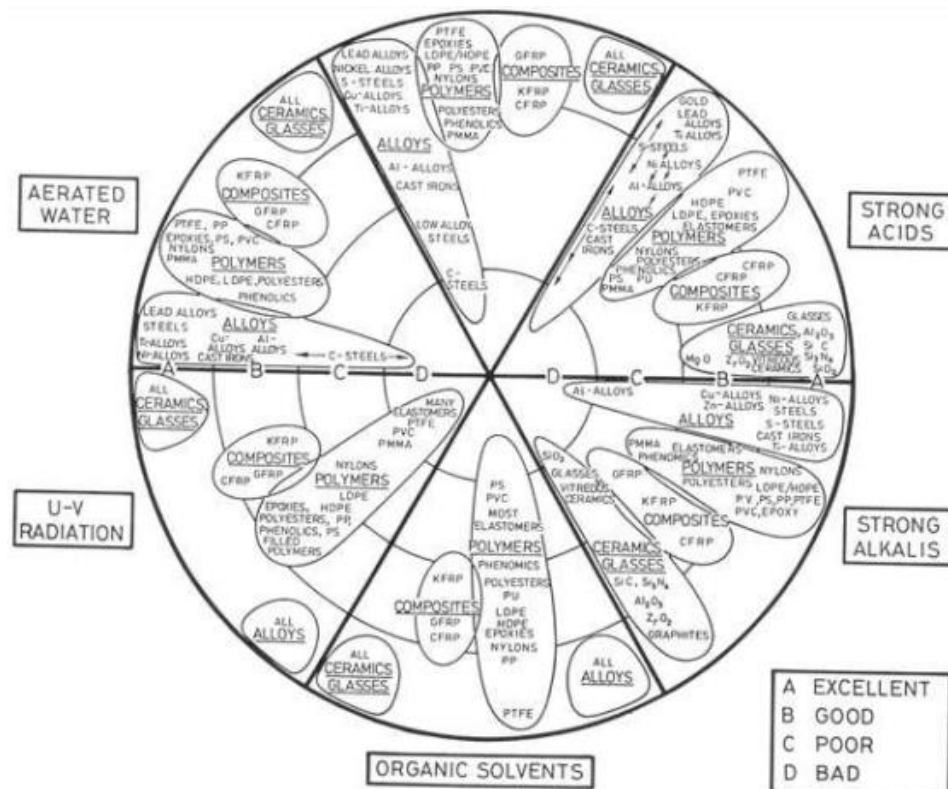 LEAD ALLOYS
NICKEL ALLOYS
S-STEELS
Cu-ALLOYS
Ti-ALLOYS
ALLOYS
Al-ALLOYS
CAST IRONS
LOW ALLOY
STEELS
C-
STEELS
PTFE
EPOXIES
LDPE/HDPE
PP PS PVC
NYLONS
POLYMERS
POLYESTERS
PHENOLICS
PMMA
GFRP
COMPOSITES
KFRP
CFRP
ALL
CERAMICS
GLASSES
AERATED
WATER
ALL
CERAMICS
GLASSES
KFRP
COMPOSITES
GFRP
CFRP
PTFE, PP
EPOXIES, PS, PVC
NYLONS
PMMA
POLYMERS
HDPE, LDPE, POLYESTERS
PHENOLICS
LEAD ALLOYS
STEELS
Ti-ALLOYS
Ni-ALLOYS
ALLOYS
Cu-
ALLOYS
Al-
ALLOYS
CAST IRONS
C-STEELS
STRONG
ACIDS
GOLD
LEAD
ALLOYS
Ti ALLOYS
S-STEELS
Ni ALLOYS
Al-ALLOYS
ALLOYS
C-STEELS
CAST
IRONS
PTFE
PVC
HDPE
LDPE, EPOXIES
ELASTOMERS
POLYMERS
NYLONS
POLYESTERS
PHENOLICS
PS PU
PMMA
CFRP
CFRP
COMPOSITES
KFRP
GLASSES
CERAMICS, Al2O3
GLASSES
Si C
Si3N4
MgO
ZrO2 VITREOUS
CERAMICS
SiO2
A B C D D C B A
U-V
RADIATION
ALL
CERAMICS
GLASSES
KFRP
COMPOSITES
CFRP GFRP
MANY
ELASTOMERS
PTFE
PVC
PMMA
NYLONS
POLYMERS
LDPE
EPOXIES, HDPE
POLYESTERS, PP,
PHENOLICS, PS
FILLED
POLYMERS
ALL
ALLOYS
STRONG
ALKALIS
Al-ALLOYS
Cu-ALLOYS
Zn-ALLOYS
ALLOYS
Ni-ALLOYS
STEELS
S-STEELS
CAST IRONS
Ti-ALLOYS
PMMA ELASTOMERS
PHENOMICS
POLYMERS NYLONS
POLYESTERS
LDPE/HDPE
PV, PS, PP, PTFE
PVC, EPOXY
GFRP
KFRP
COMPOSITES
CFRP
SiO2
GLASSES
VITREOUS
CERAMICS
CERAMICS
GLASSES
SiC, Si3N4
Al2O3
ZrO2
GRAPHITES
ALL
CERAMICS
GLASSES
KFRP
COMPOSITES
GFRP
CFRP
PS
PVC
MOST
ELASTOMERS
POLYMERS
PHENOMICS
POLYESTERS
PU
LDPE
HDPE
EPOXIES
NYLONS
PP
PTFE
ALL
ALLOYS
ORGANIC SOLVENTS
A EXCELLENT
B GOOD
C POOR
D BAD